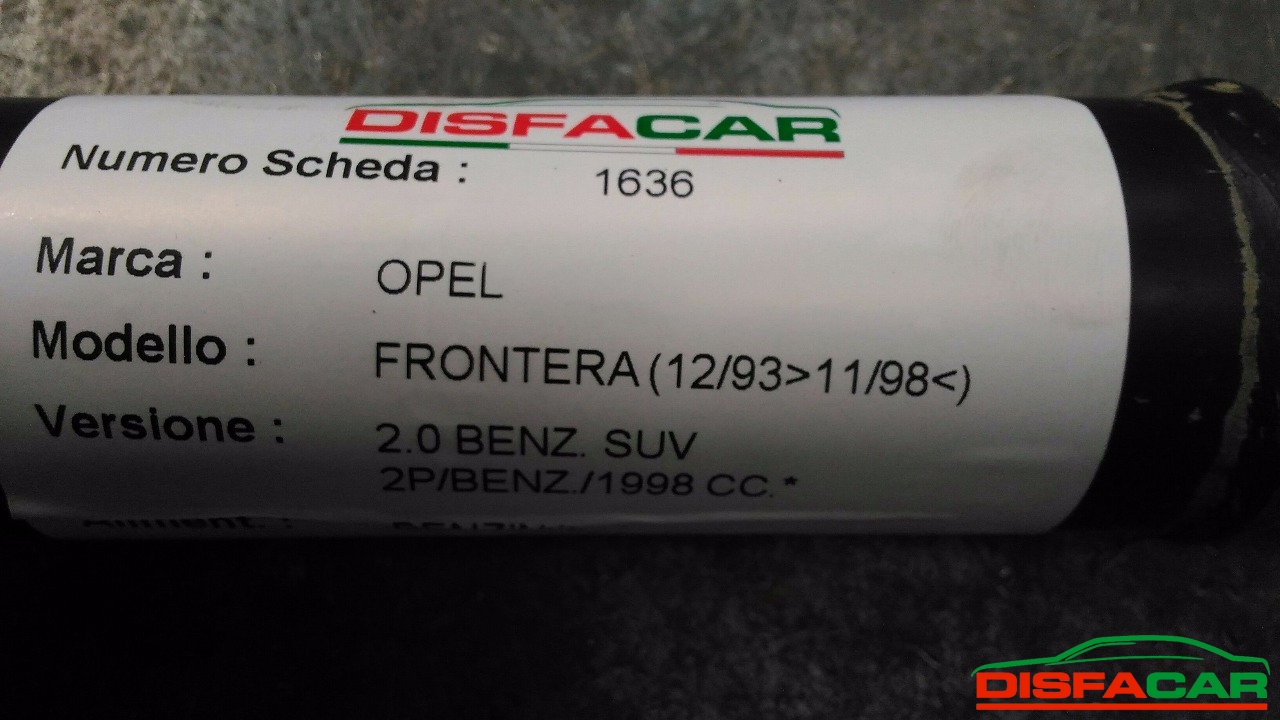 DISFACAR
Numero Scheda : 1636
Marca : OPEL
Modello : FRONTERA (12/93>11/98<)
Versione : 2.0 BENZ. SUV
2P/BENZ./1998 CC.*
DISFACAR